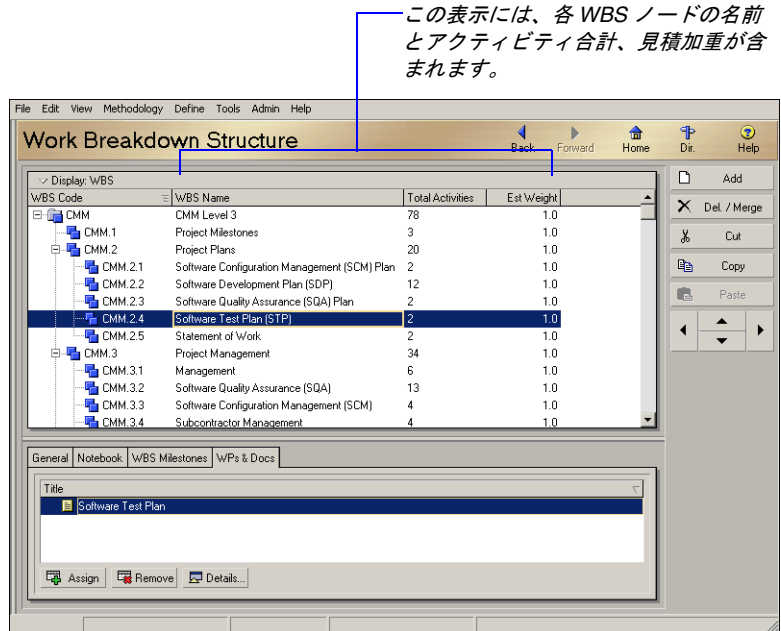 この表示には、各 WBS ノードの名前
とアクティビティ合計、見積加重が含
まれます。
File Edit View Methodology Define Tools Admin Help
Work Breakdown Structure
Back Forward Home Dir. Help
Display: WBS
WBS Code WBS Name Total Activities Est Weight
CMM CMM Level 3 78 1.0
CMM.1 Project Milestones 3 1.0
CMM.2 Project Plans 20 1.0
CMM.2.1 Software Configuration Management (SCM) Plan 2 1.0
CMM.2.2 Software Development Plan (SDP) 12 1.0
CMM.2.3 Software Quality Assurance (SQA) Plan 2 1.0
CMM.2.4 Software Test Plan (STP) 2 1.0
CMM.2.5 Statement of Work 2 1.0
CMM.3 Project Management 34 1.0
CMM.3.1 Management 6 1.0
CMM.3.2 Software Quality Assurance (SQA) 13 1.0
CMM.3.3 Software Configuration Management (SCM) 4 1.0
CMM.3.4 Subcontractor Management 4 1.0
Add
Del. / Merge
Cut
Copy
Paste
General Notebook WBS Milestones WPs & Docs
Title
Software Test Plan
Assign Remove Details...